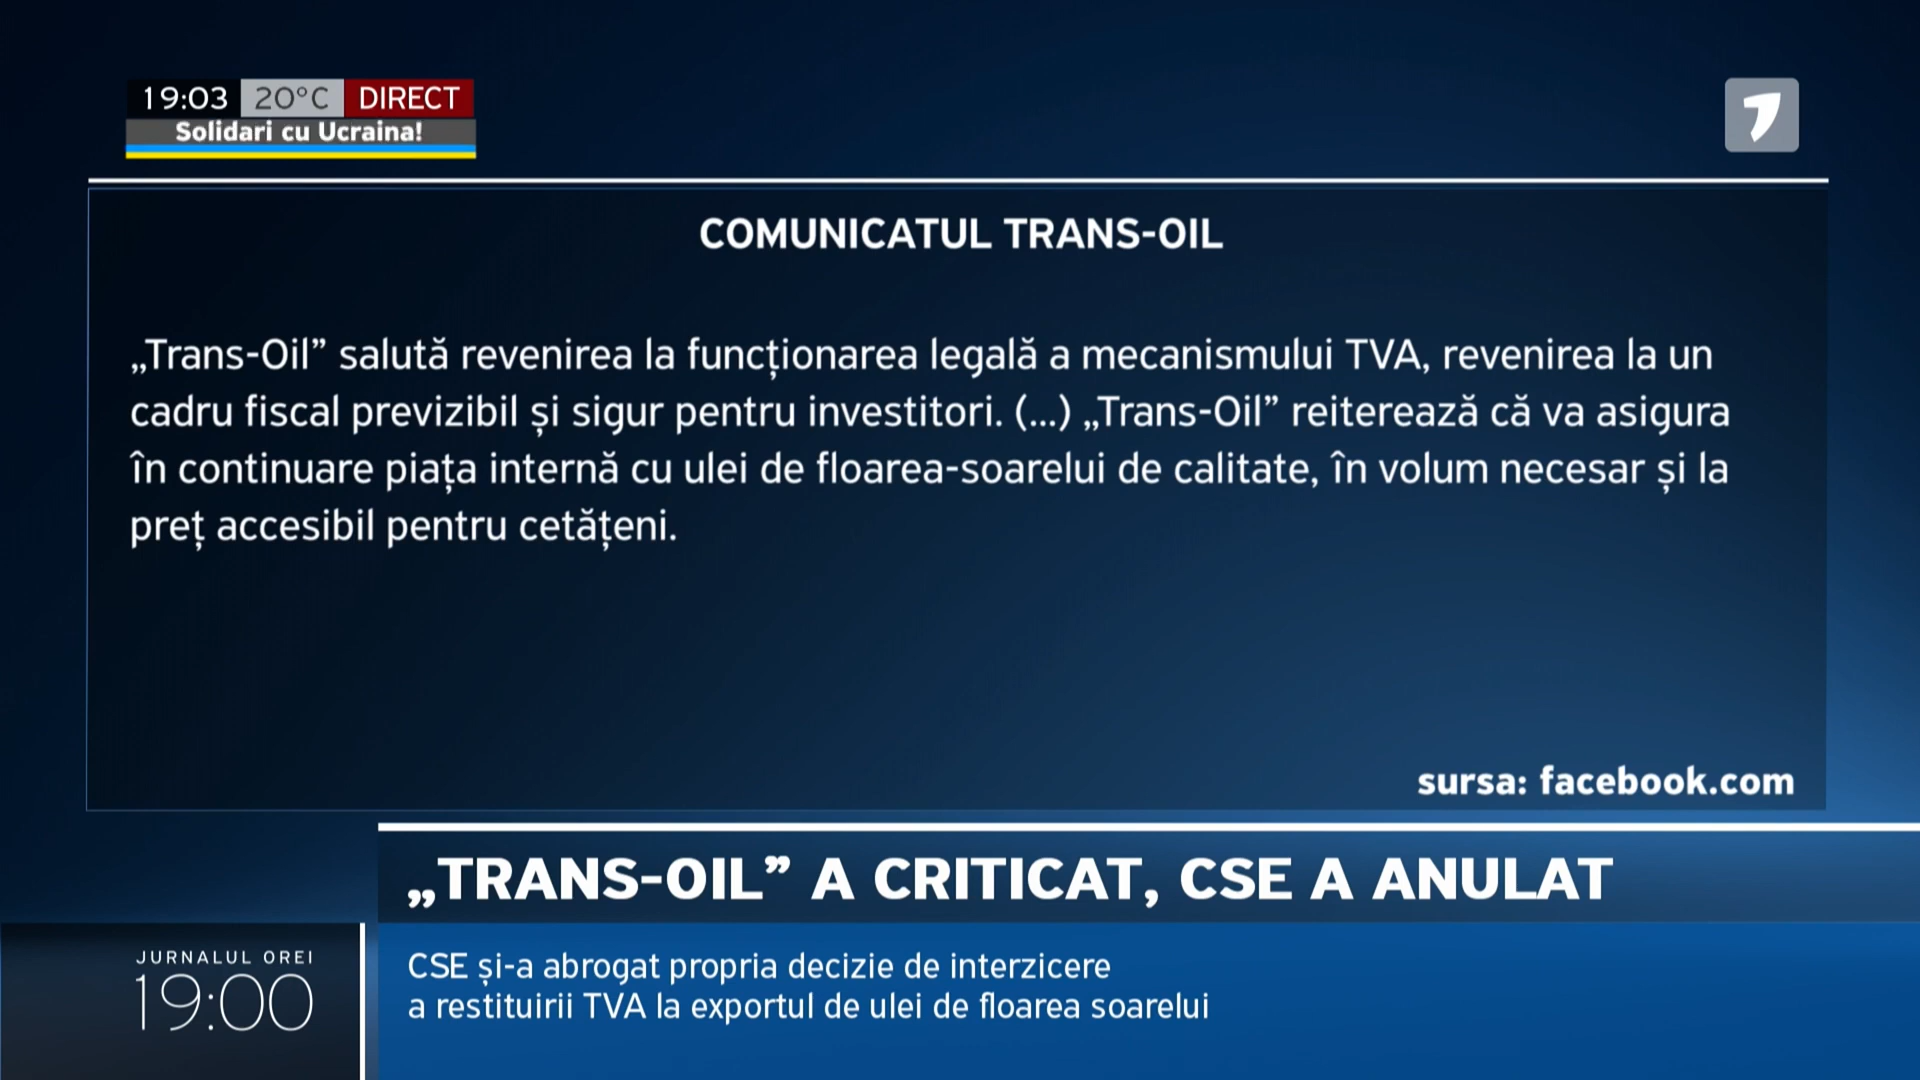 19:03 20°C DIRECT
Solidari cu Ucraina!
COMUNICATUL TRANS-OIL
„Trans-Oil” salută revenirea la funcționarea legală a mecanismului TVA, revenirea la un
cadru fiscal previzibil și sigur pentru investitori. (...) „Trans-Oil” reiterează că va asigura
în continuare piața internă cu ulei de floarea-soarelui de calitate, în volum necesar și la
preț accesibil pentru cetățeni.
sursa: facebook.com
„TRANS-OIL” A CRITICAT, CSE A ANULAT
JURNALUL OREI
19:00
CSE și-a abrogat propria decizie de interzicere
a restituirii TVA la exportul de ulei de floarea soarelui